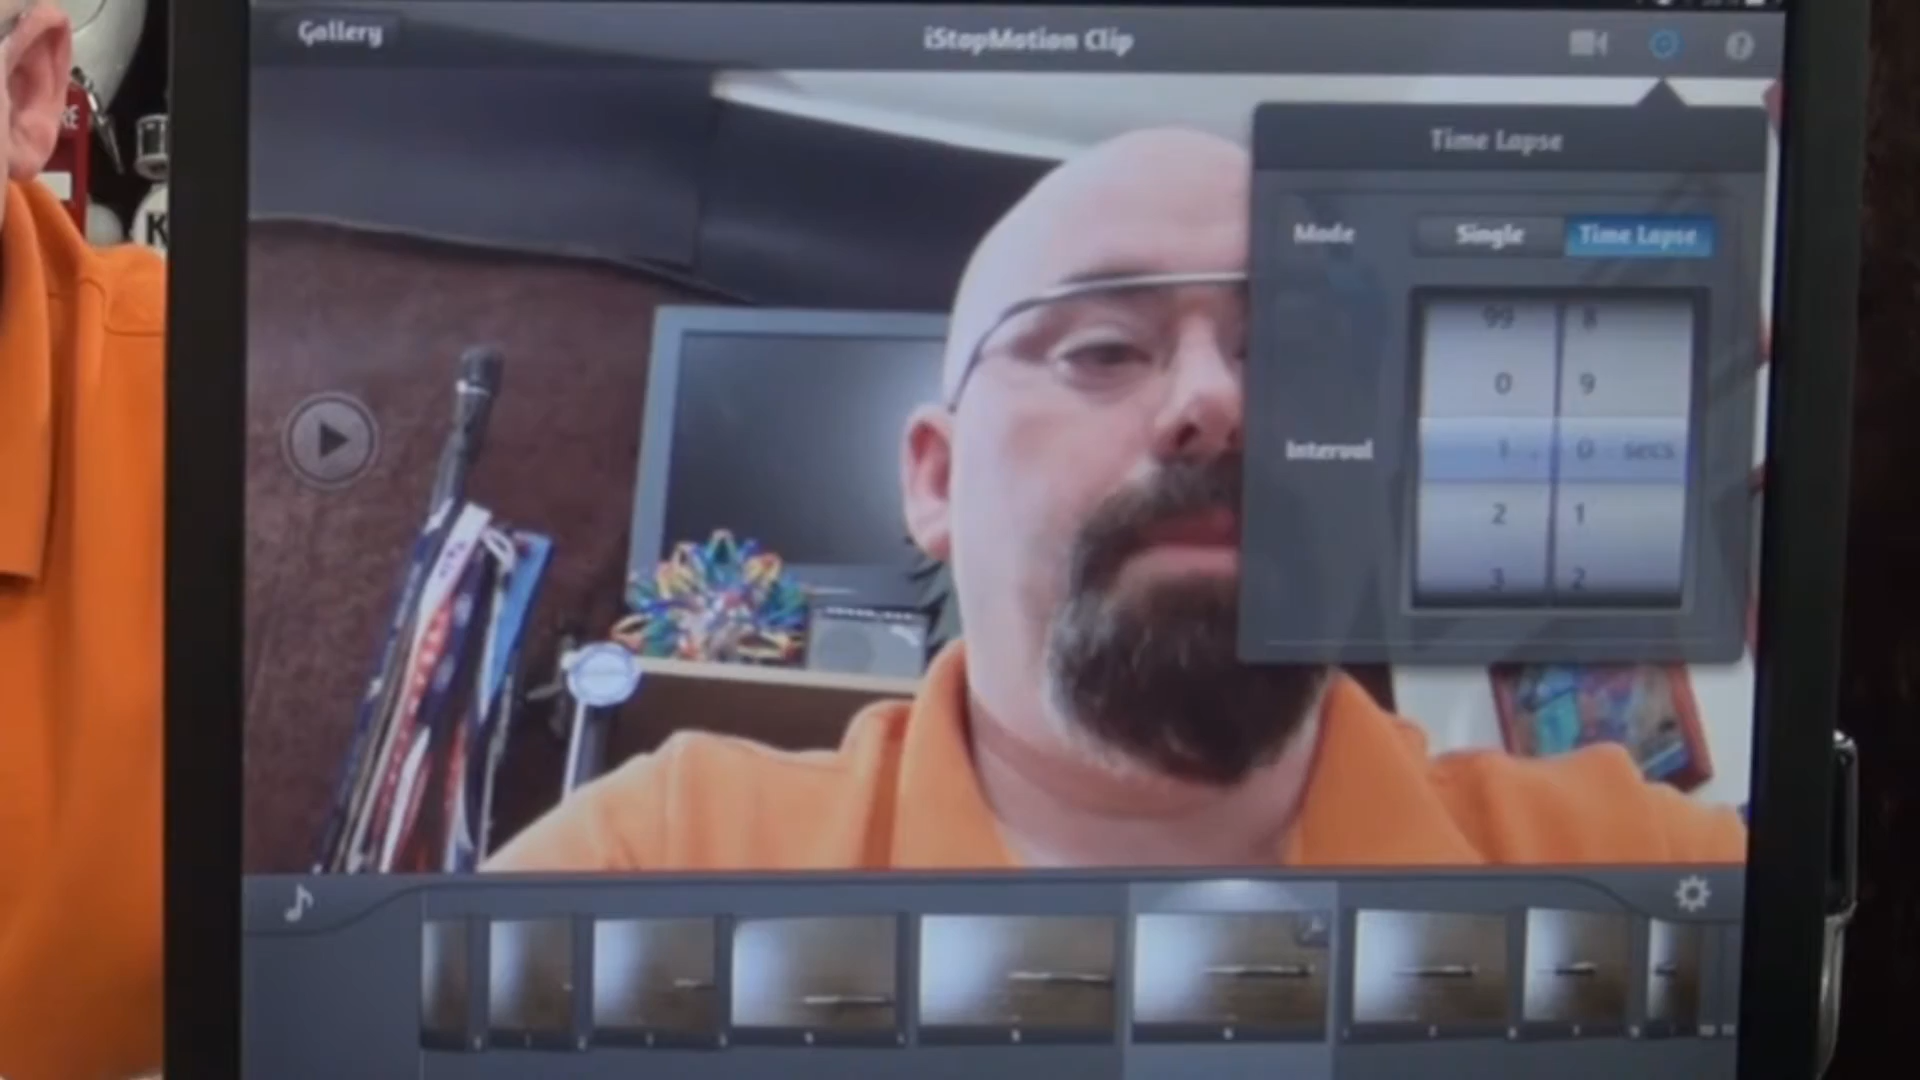 Gallery
iStopMotion Clip
?
Time Lapse
Mode
Single
Time Lapse
99 8
0 9
Interval
1 . 0 secs
2 1
3 2
RE
K